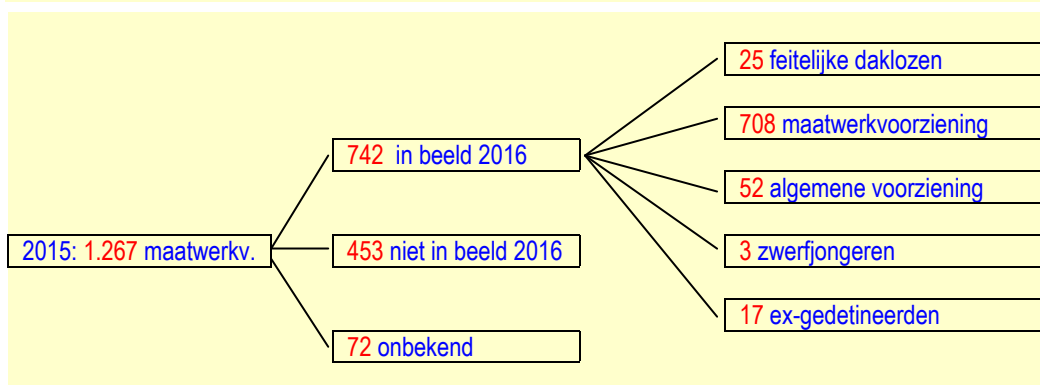 2015: 1.267 maatwerkv.
742 in beeld 2016
453 niet in beeld 2016
72 onbekend
25 feitelijke daklozen
708 maatwerkvoorziening
52 algemene voorziening
3 zwerfjongeren
17 ex-gedetineerden